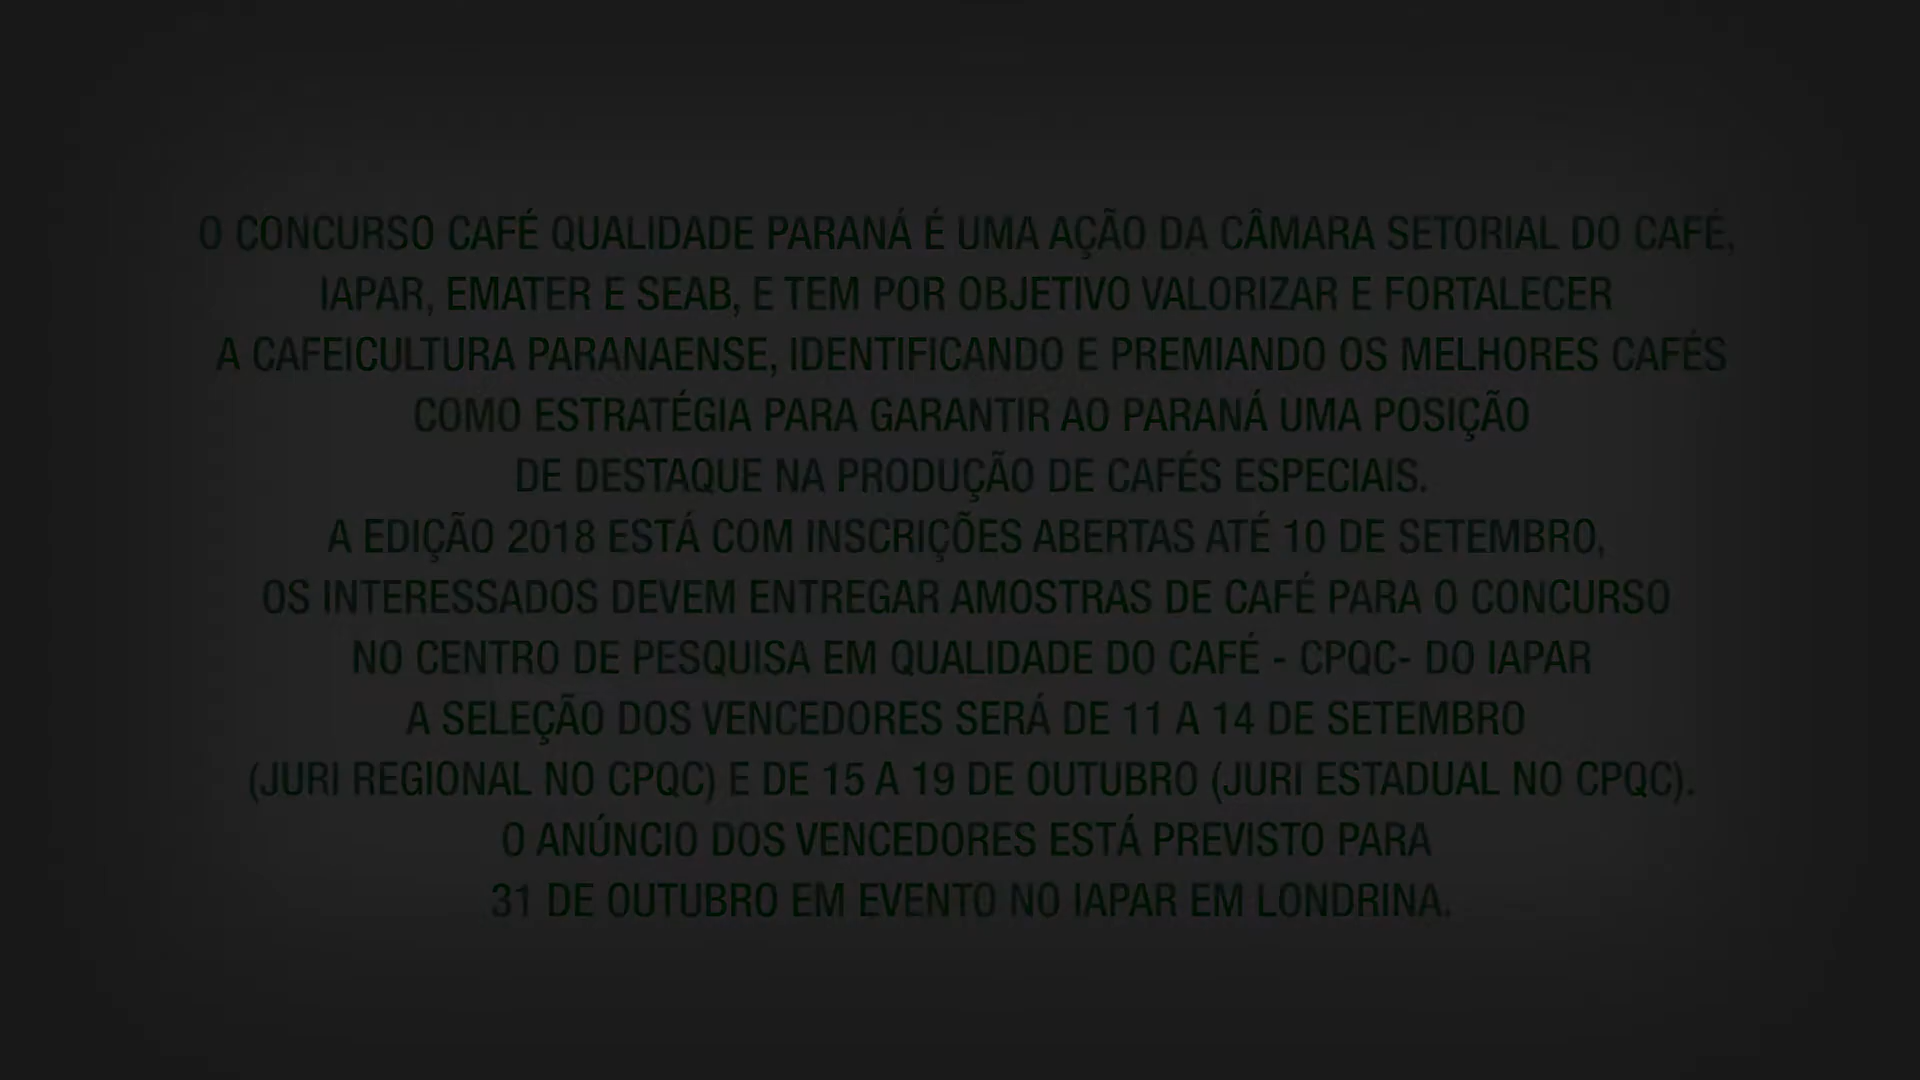 O CONCURSO CAFÉ QUALIDADE PARANÁ É UMA AÇÃO DA CÂMARA SETORIAL DO CAFÉ,
IAPAR, EMATER E SEAB, E TEM POR OBJETIVO VALORIZAR E FORTALECER
A CAFEICULTURA PARANAENSE, IDENTIFICANDO E PREMIANDO OS MELHORES CAFÉS
COMO ESTRATÉGIA PARA GARANTIR AO PARANÁ UMA POSIÇÃO
DE DESTAQUE NA PRODUÇÃO DE CAFÉS ESPECIAIS.
A EDIÇÃO 2018 ESTÁ COM INSCRIÇÕES ABERTAS ATÉ 10 DE SETEMBRO,
OS INTERESSADOS DEVEM ENTREGAR AMOSTRAS DE CAFÉ PARA O CONCURSO
NO CENTRO DE PESQUISA EM QUALIDADE DO CAFÉ - CPQC- DO IAPAR
A SELEÇÃO DOS VENCEDORES SERÁ DE 11 A 14 DE SETEMBRO
(JURI REGIONAL NO CPQC) E DE 15 A 19 DE OUTUBRO (JURI ESTADUAL NO CPQC).
O ANÚNCIO DOS VENCEDORES ESTÁ PREVISTO PARA
31 DE OUTUBRO EM EVENTO NO IAPAR EM LONDRINA.